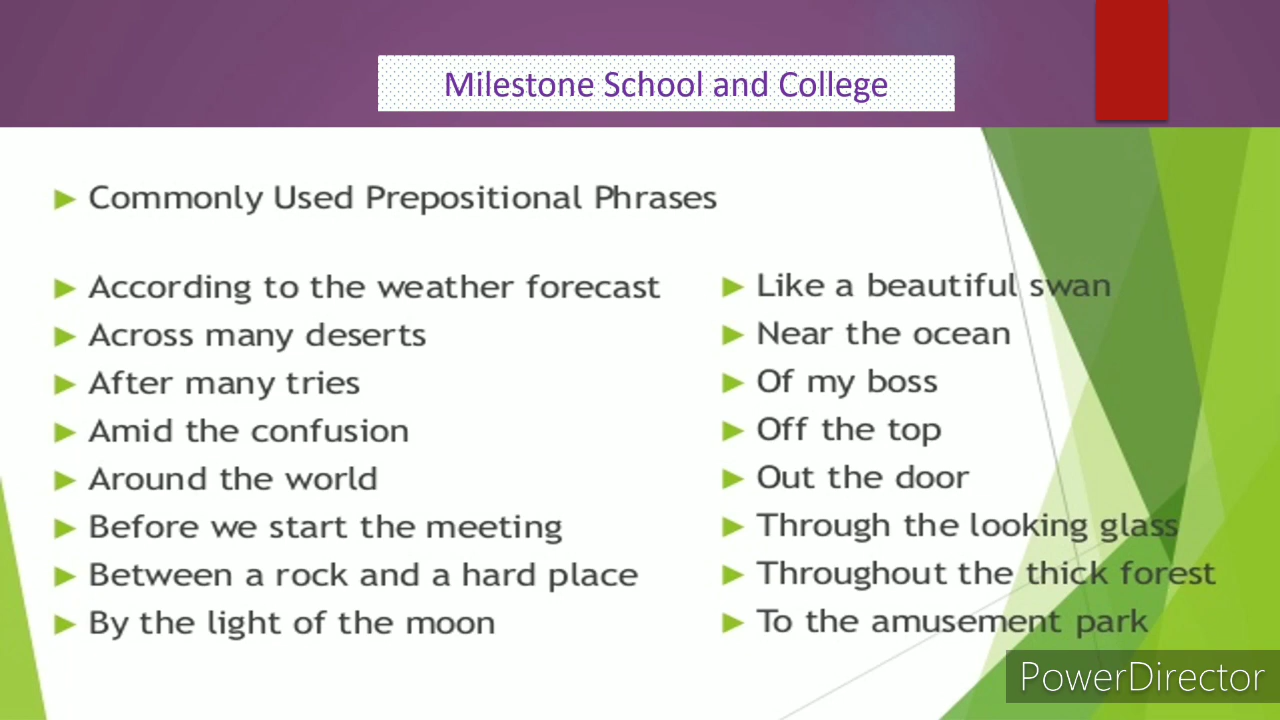 Milestone School and College
Commonly Used Prepositional Phrases
According to the weather forecast
Across many deserts
After many tries
Amid the confusion
Around the world
Before we start the meeting
Between a rock and a hard place
By the light of the moon
Like a beautiful swan
Near the ocean
Of my boss
Off the top
Out the door
Through the looking glass
Throughout the thick forest
To the amusement park
PowerDirector